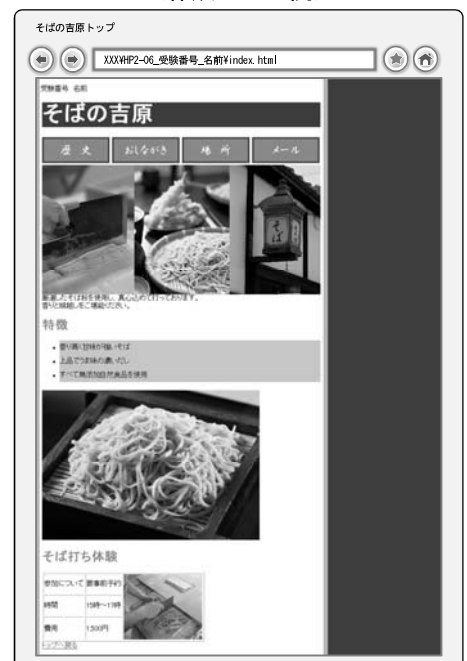 そばの吉原トップ
XXX¥HP2-06_受験番号_名前¥index.html
受験番号 名前
そばの吉原
歴 史 おしながき 場 所 メール
そば
厳選したそば粉を使用し、真心込めて打っております。
香りと喉越しをご堪能ください。
特徴
・香り高く甘味が強いそば
・上品でうま味の濃いだし
・すべて無添加自然食品を使用
そば打ち体験
参加について 要事前予約
時間 15時～17時
費用 1,500円
トップへ戻る